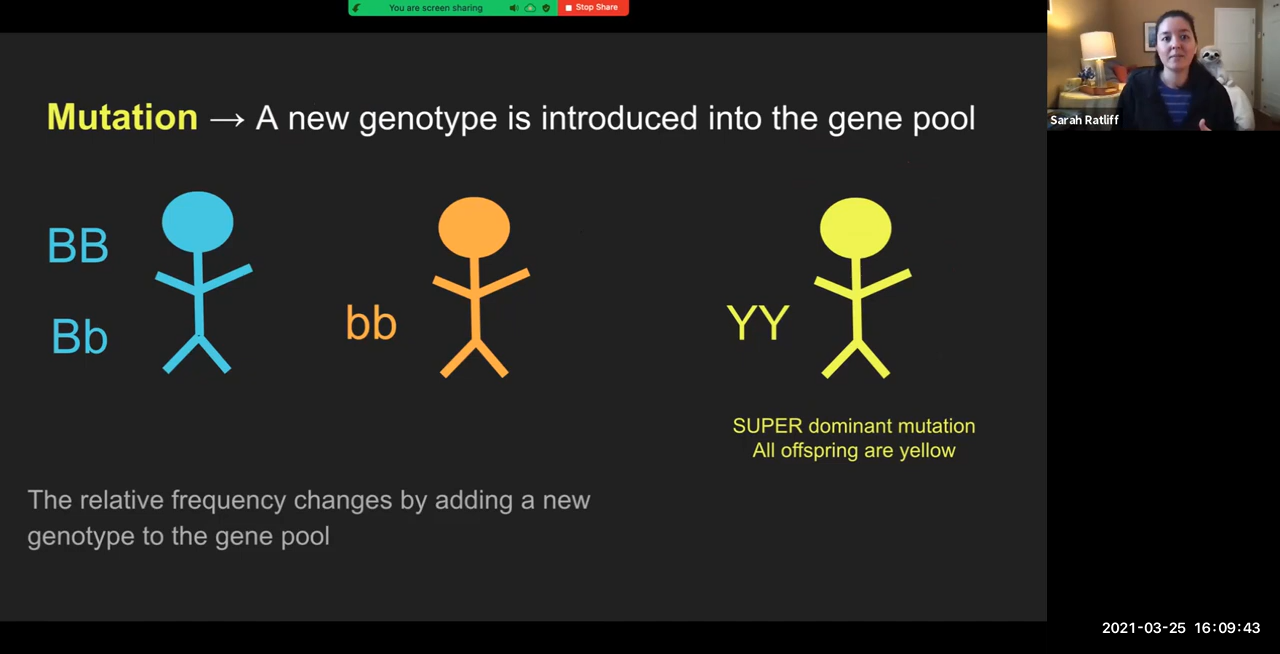 You are screen sharing
Stop Share
Mutation → A new genotype is introduced into the gene pool
BB
Bb
bb
YY
SUPER dominant mutation
All offspring are yellow
The relative frequency changes by adding a new
genotype to the gene pool
Sarah Ratliff
2021-03-25 16:09:43